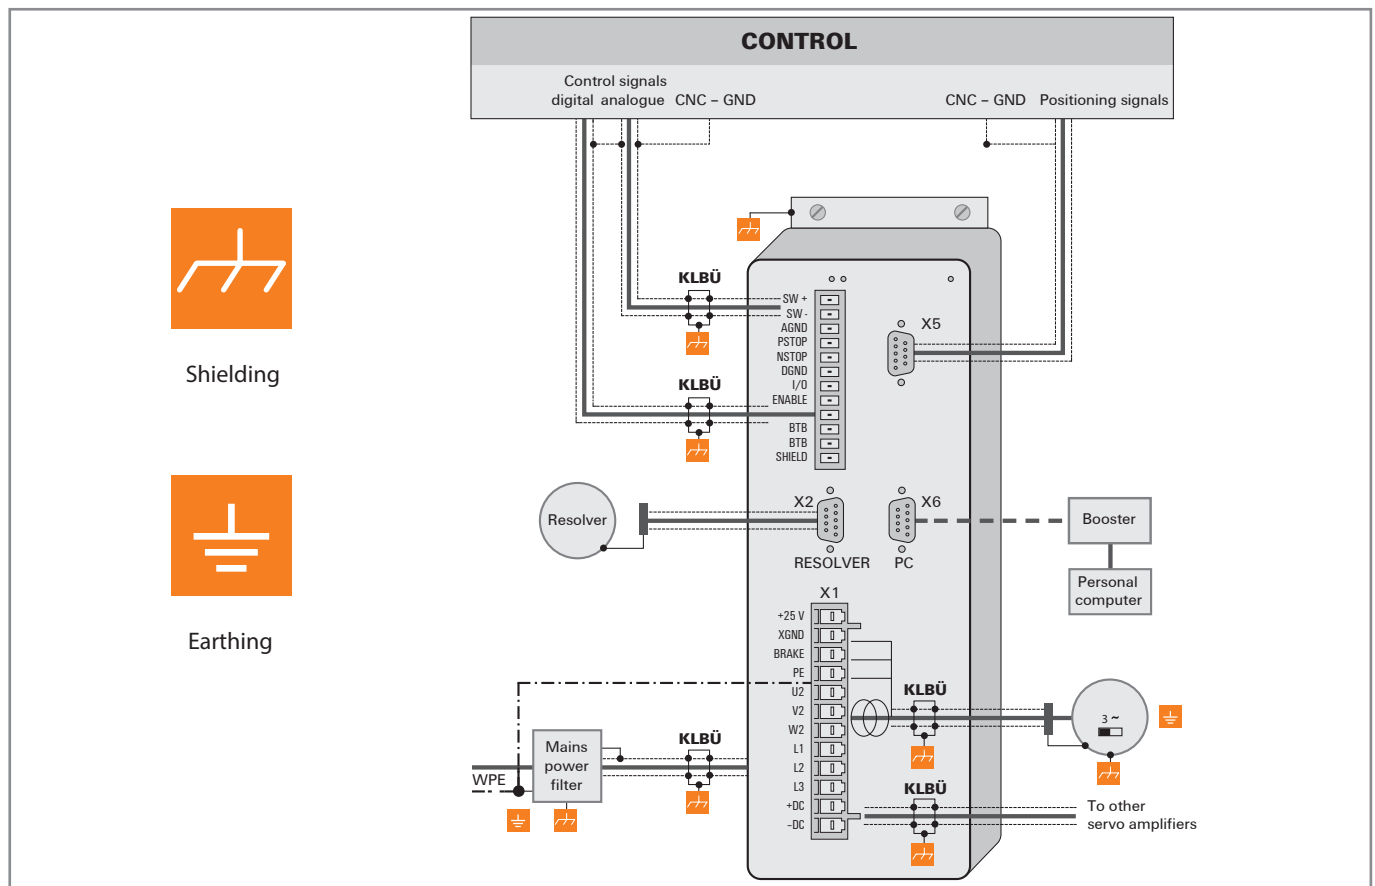 CONTROL
Control signals
digital analogue CNC – GND
CNC – GND Positioning signals
Shielding
Earthing
KLBÜ
SW +
SW -
AGND
PSTOP
NSTOP
DGND
I/O
ENABLE
BTB
BTB
SHIELD
X5
KLBÜ
Resolver
X2
RESOLVER
X6
PC
Booster
Personal
computer
X1
+25 V
XGND
BRAKE
PE
U2
V2
W2
L1
L2
L3
+DC
–DC
KLBÜ
3 ~
WPE
Mains
power
filter
KLBÜ
KLBÜ
To other
servo amplifiers